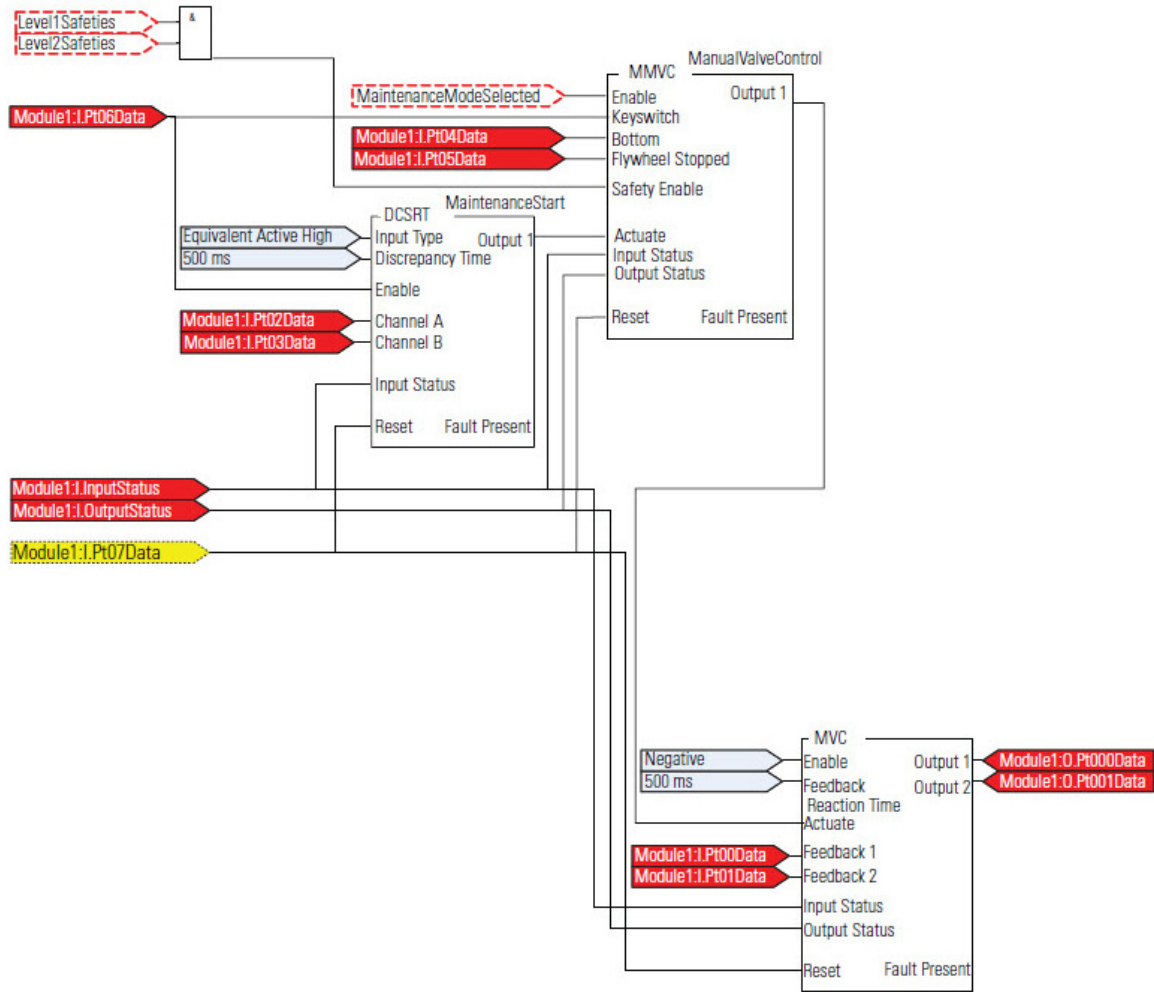 Level1Safeties
Level2Safeties
&
ManualValveControl
MMVC
MaintenanceModeSelected
Enable
Output 1
Module1:I.Pt06Data
Keyswitch
Module1:I.Pt04Data
Bottom
Module1:I.Pt05Data
Flywheel Stopped
Safety Enable
MaintenanceStart
DCSRT
Equivalent Active High
Input Type
Output 1
500 ms
Discrepancy Time
Actuate
Input Status
Output Status
Enable
Module1:I.Pt02Data
Channel A
Module1:I.Pt03Data
Channel B
Reset
Fault Present
Input Status
Reset
Fault Present
Module1:I.InputStatus
Module1:I.OutputStatus
Module1:I.Pt07Data
MVC
Negative
Enable
Output 1
Module1:O.Pt000Data
500 ms
Feedback
Reaction Time
Output 2
Module1:O.Pt001Data
Actuate
Module1:I.Pt00Data
Feedback 1
Module1:I.Pt01Data
Feedback 2
Input Status
Output Status
Reset
Fault Present